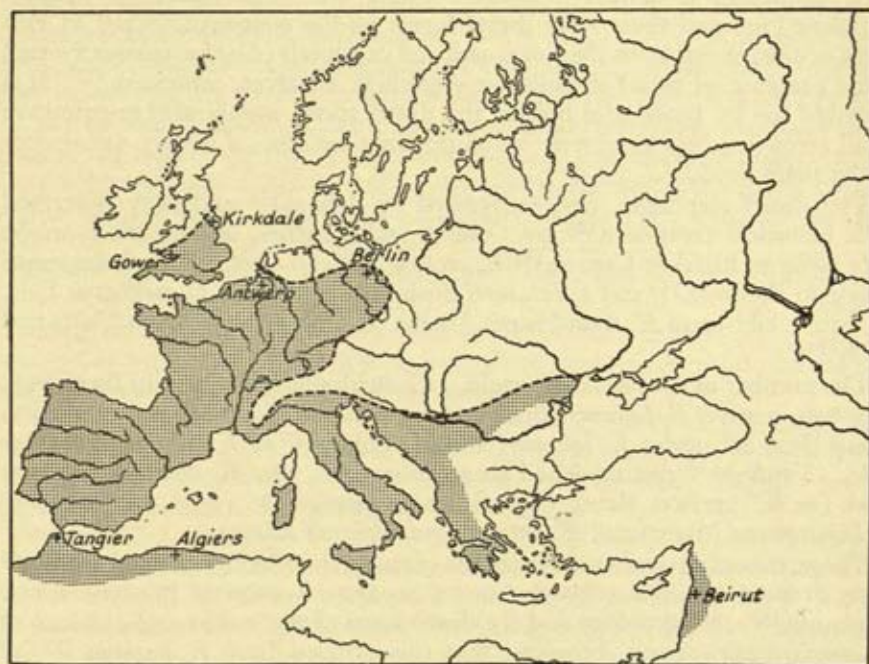 Kirkdale
Gower
Berlin
Antwerp
Tangier
Algiers
Beirut